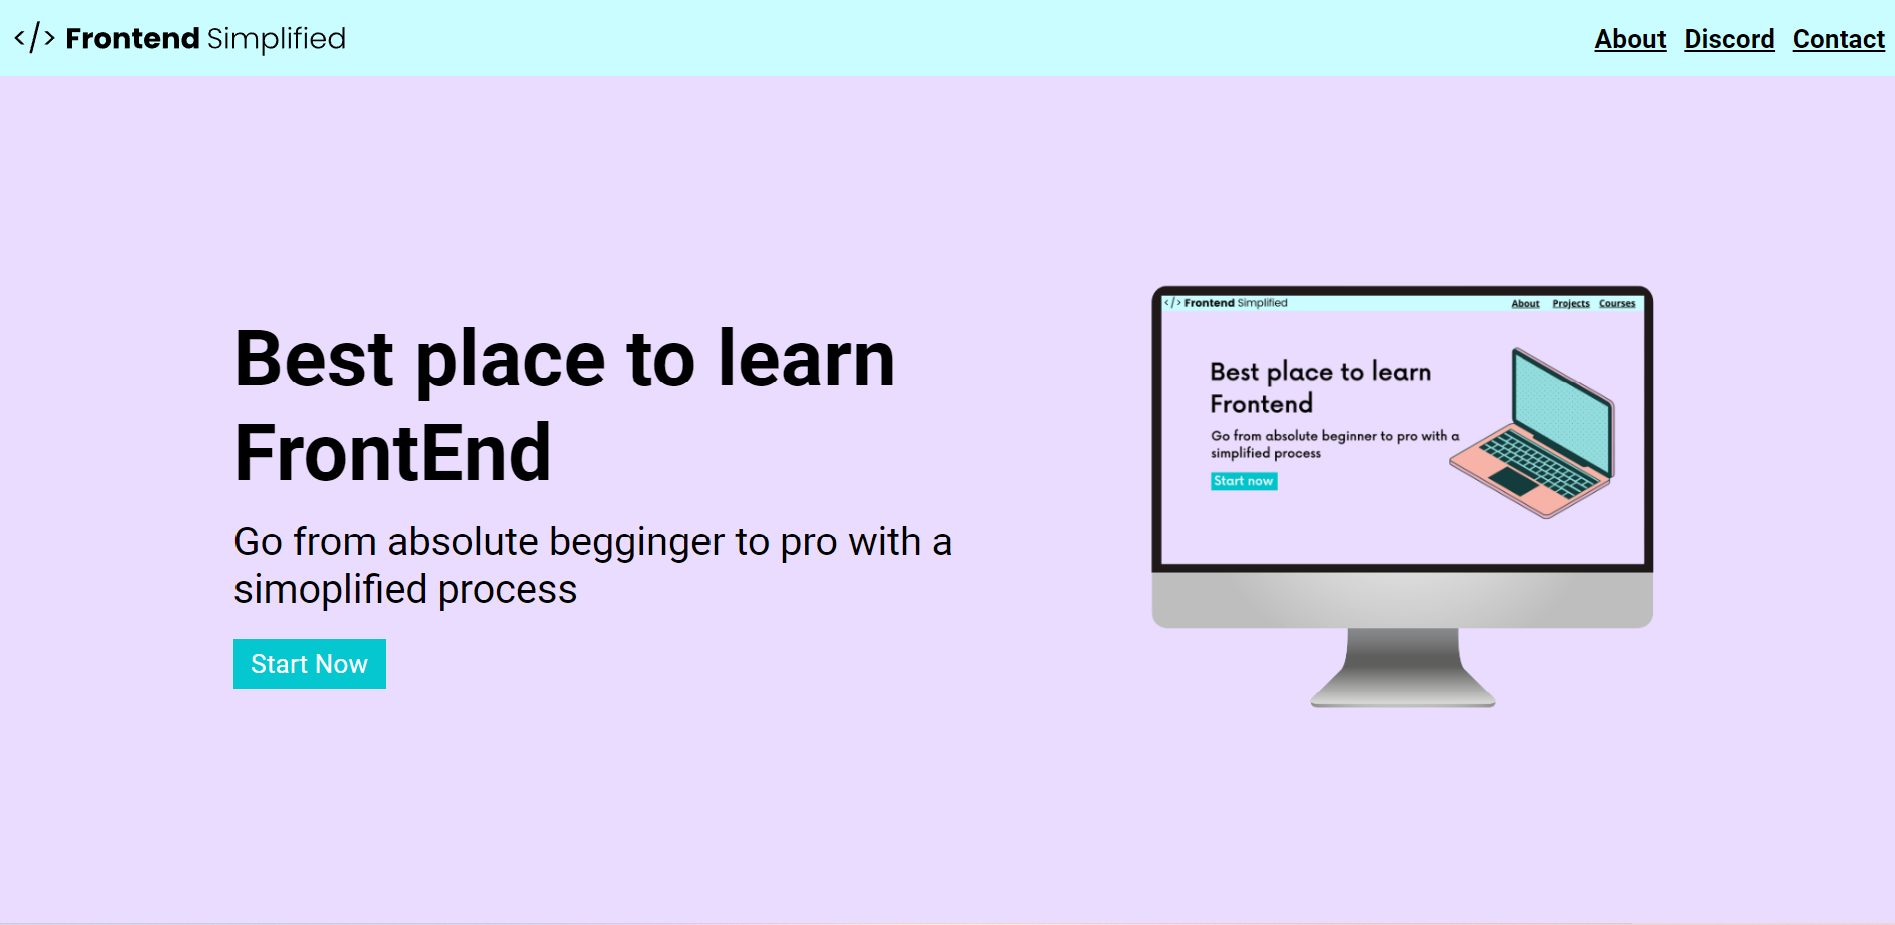 </> Frontend Simplified
About Discord Contact
Best place to learn
FrontEnd
Go from absolute begginger to pro with a
simoplified process
Start Now
</> Frontend Simplified
About Projects Courses
Best place to learn
Frontend
Go from absolute beginner to pro with a
simplified process
Start now